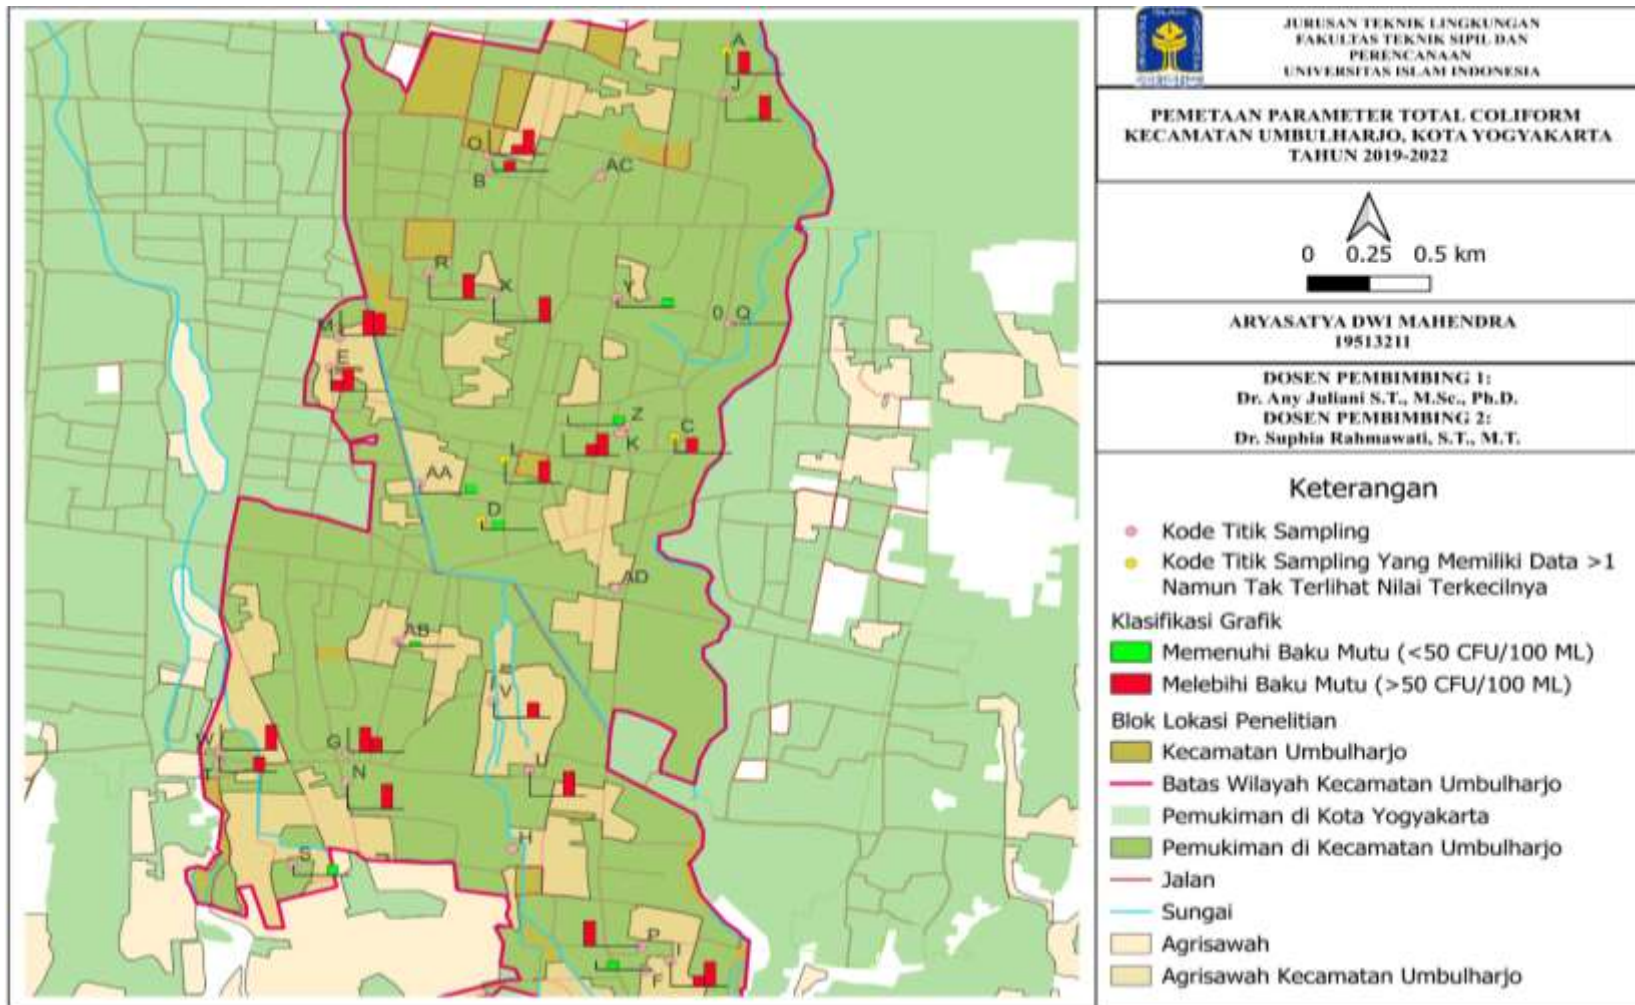 JURUSAN TEKNIK LINGKUNGAN
FAKULTAS TEKNIK SIPIL DAN
PERENCANAAN
UNIVERSITAS ISLAM INDONESIA
PEMETAAN PARAMETER TOTAL COLIFORM
KECAMATAN UMBULHARJO, KOTA YOGYAKARTA
TAHUN 2019-2022
0 0.25 0.5 km
ARYASATYA DWI MAHENDRA
19513211
DOSEN PEMBIMBING 1:
Dr. Any Juliani S.T., M.Sc., Ph.D.
DOSEN PEMBIMBING 2:
Dr. Suphia Rahmawati, S.T., M.T.
Keterangan
Kode Titik Sampling
Kode Titik Sampling Yang Memiliki Data >1
Namun Tak Terlihat Nilai Terkecilnya
Klasifikasi Grafik
Memenuhi Baku Mutu (<50 CFU/100 ML)
Melebihi Baku Mutu (>50 CFU/100 ML)
Blok Lokasi Penelitian
Kecamatan Umbulharjo
Batas Wilayah Kecamatan Umbulharjo
Pemukiman di Kota Yogyakarta
Pemukiman di Kecamatan Umbulharjo
Jalan
Sungai
Agrisawah
Agrisawah Kecamatan Umbulharjo
A
J
O
B
AC
R
X
Y
0 Q
M
E
Z
C
K
L
AA
D
AD
AB
V
W
G
T
N
U
H
S
P
I
F